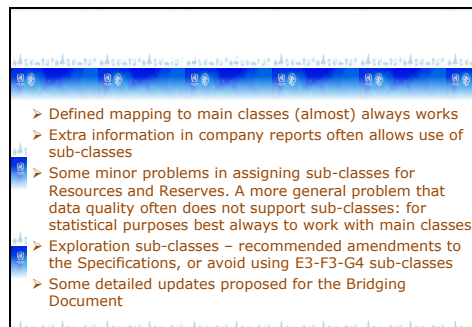 ➢ Defined mapping to main classes (almost) always works
➢ Extra information in company reports often allows use of
sub-classes
➢ Some minor problems in assigning sub-classes for
Resources and Reserves. A more general problem that
data quality often does not support sub-classes: for
statistical purposes best always to work with main classes
➢ Exploration sub-classes – recommended amendments to
the Specifications, or avoid using E3-F3-G4 sub-classes
➢ Some detailed updates proposed for the Bridging
Document